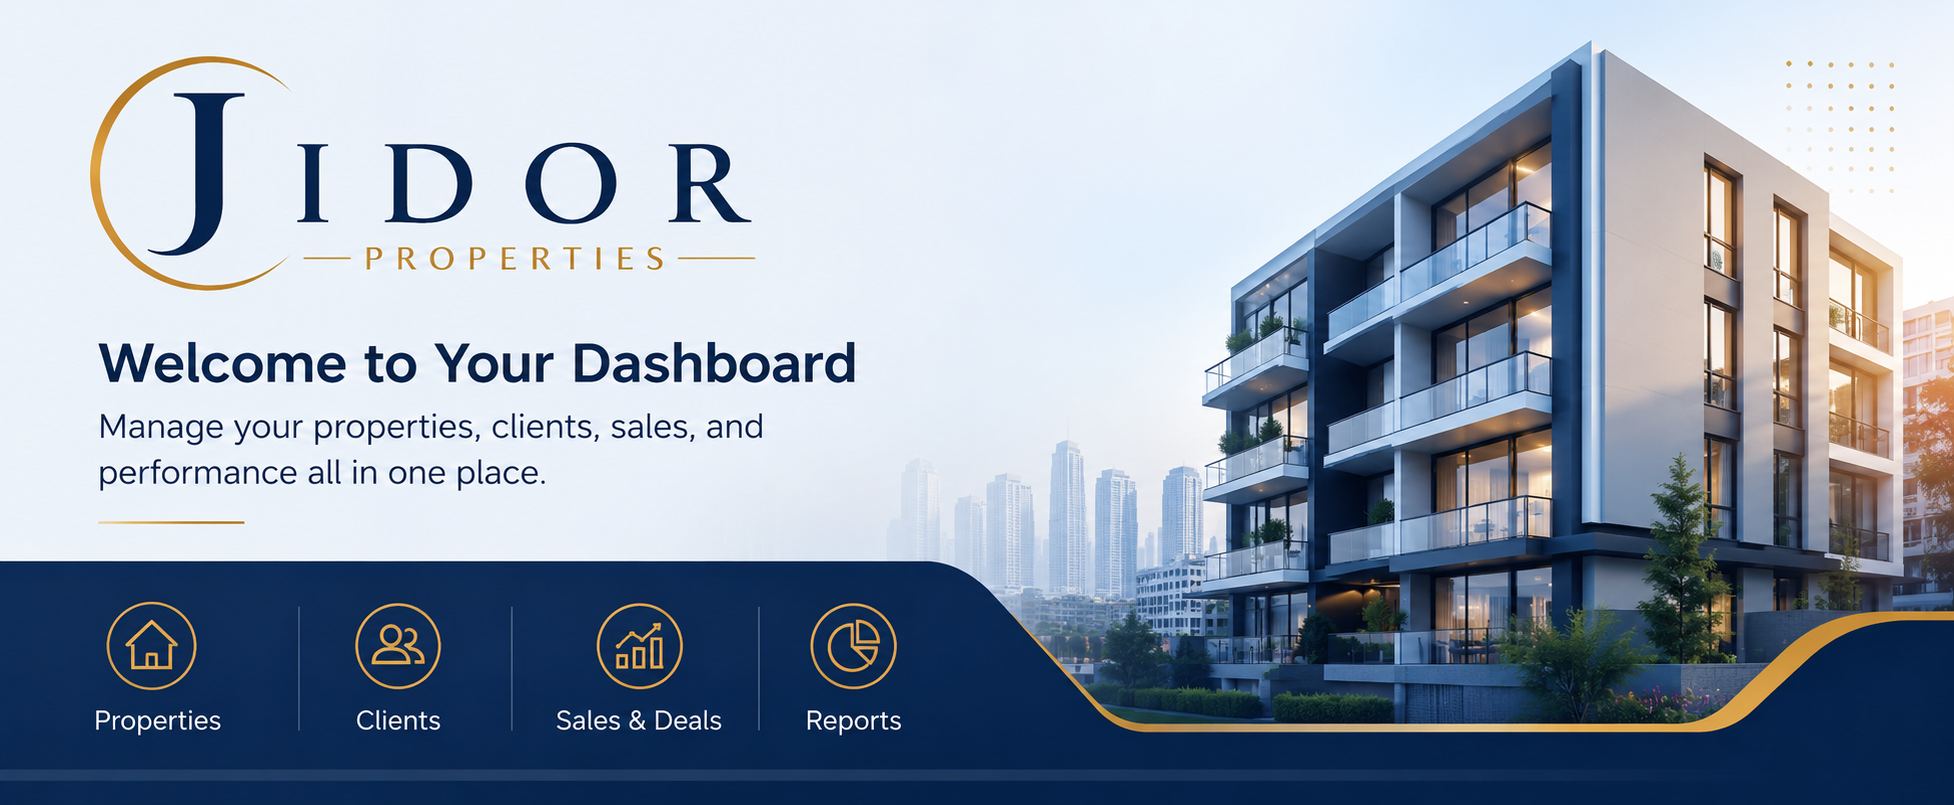 JIDOR
PROPERTIES
Welcome to Your Dashboard
Manage your properties, clients, sales, and
performance all in one place.
Properties
Clients
Sales & Deals
Reports